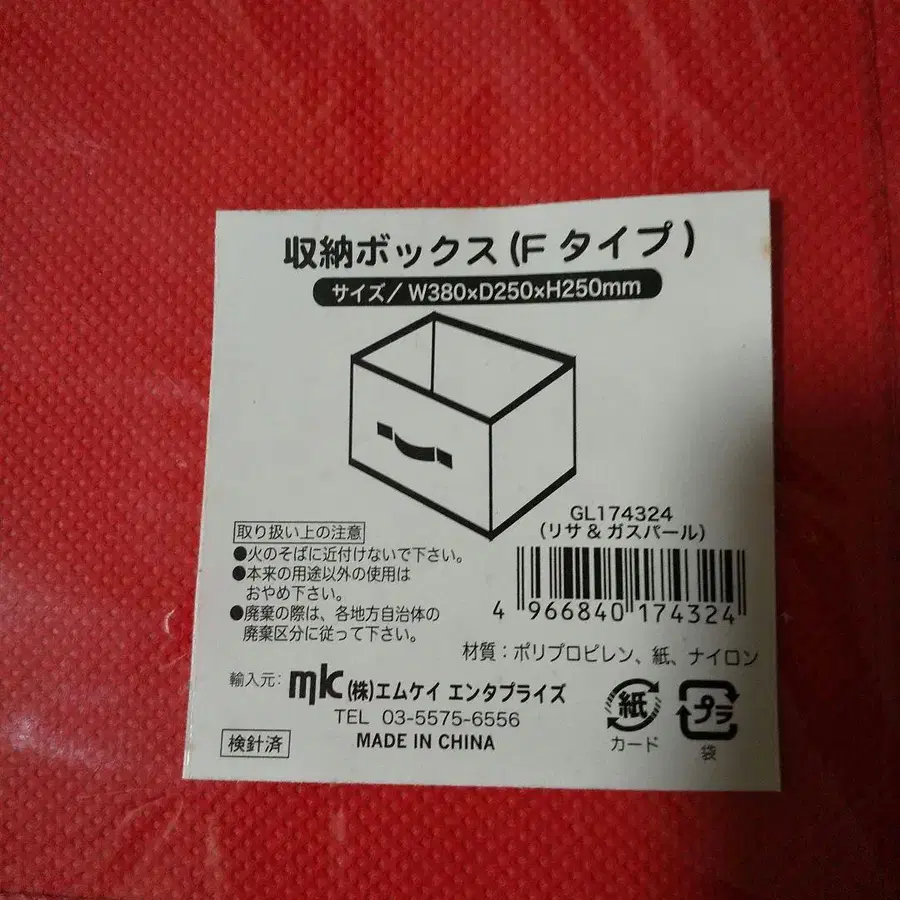 収納ボックス(F タイプ)
サイズ/W380×D250×H250mm
GL174324
(リサ & ガスパール)
取り扱い上の注意
●火のそばに近付けないで下さい。
●本来の用途以外の使用は
おやめ下さい。
●廃棄の際は、各地方自治体の
廃棄区分に従って下さい。
4 966840 174324
材質:ポリプロピレン、紙、ナイロン
輸入元: mk (株)エムケイ エンタプライズ
TEL 03-5575-6556
検針済
MADE IN CHINA
紙
カード
プラ
袋